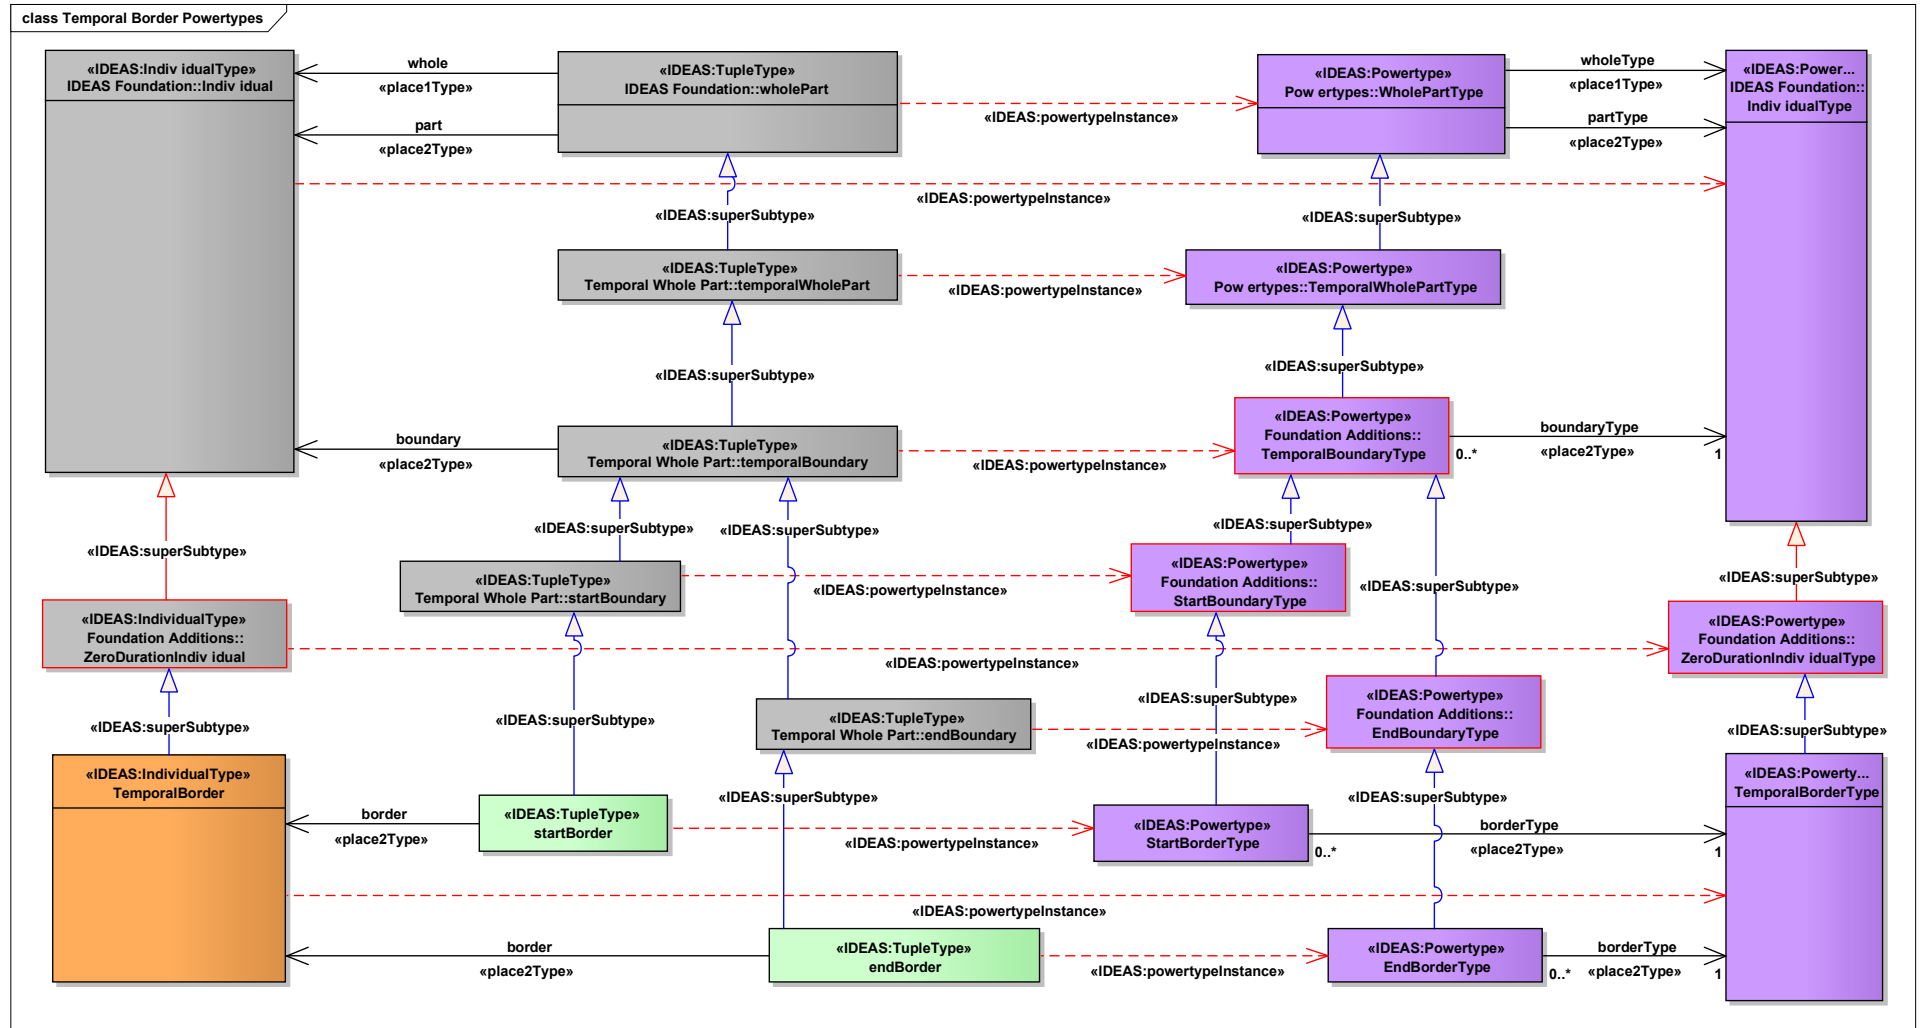 class Temporal Border Powertypes
«IDEAS:Indiv idualType»
IDEAS Foundation::Indiv idual
whole
«place1Type»
part
«place2Type»
«IDEAS:TupleType»
IDEAS Foundation::wholePart
«IDEAS:powertypeInstance»
«IDEAS:Powertype»
Pow ertypes::WholePartType
wholeType
«place1Type»
partType
«place2Type»
«IDEAS:Power...
IDEAS Foundation::
Indiv idualType
«IDEAS:powertypeInstance»
«IDEAS:superSubtype»
«IDEAS:superSubtype»
«IDEAS:TupleType»
Temporal Whole Part::temporalWholePart
«IDEAS:powertypeInstance»
«IDEAS:Powertype»
Pow ertypes::TemporalWholePartType
«IDEAS:superSubtype»
«IDEAS:superSubtype»
boundary
«place2Type»
«IDEAS:TupleType»
Temporal Whole Part::temporalBoundary
«IDEAS:powertypeInstance»
«IDEAS:Powertype»
Foundation Additions::
TemporalBoundaryType
0..*
boundaryType
«place2Type»
1
«IDEAS:superSubtype»
«IDEAS:superSubtype»
«IDEAS:superSubtype»
«IDEAS:superSubtype»
«IDEAS:TupleType»
Temporal Whole Part::startBoundary
«IDEAS:powertypeInstance»
«IDEAS:Powertype»
Foundation Additions::
StartBoundaryType
«IDEAS:superSubtype»
«IDEAS:superSubtype»
«IDEAS:IndividualType»
Foundation Additions::
ZeroDurationIndiv idual
«IDEAS:powertypeInstance»
«IDEAS:Powertype»
Foundation Additions::
ZeroDurationIndiv idualType
«IDEAS:superSubtype»
«IDEAS:superSubtype»
«IDEAS:TupleType»
Temporal Whole Part::endBoundary
«IDEAS:superSubtype»
«IDEAS:powertypeInstance»
«IDEAS:Powertype»
Foundation Additions::
EndBoundaryType
«IDEAS:superSubtype»
«IDEAS:IndividualType»
TemporalBorder
«IDEAS:superSubtype»
«IDEAS:superSubtype»
«IDEAS:Powerty...
TemporalBorderType
border
«place2Type»
«IDEAS:TupleType»
startBorder
«IDEAS:powertypeInstance»
«IDEAS:Powertype»
StartBorderType
0..*
borderType
«place2Type»
1
«IDEAS:powertypeInstance»
border
«place2Type»
«IDEAS:TupleType»
endBorder
«IDEAS:powertypeInstance»
«IDEAS:Powertype»
EndBorderType
0..*
borderType
«place2Type»
1